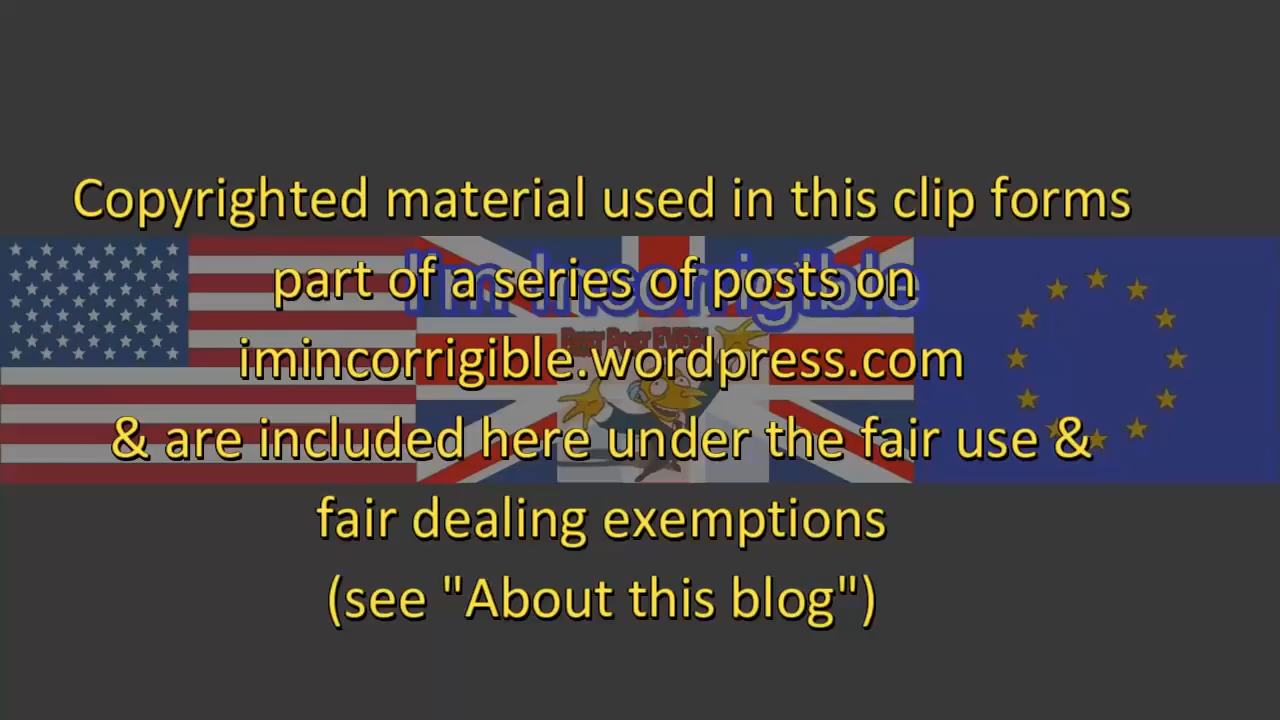 Copyrighted material used in this clip forms
part of a series of posts on
I'm Incorrigible
imincorrigible.wordpress.com
& are included here under the fair use &
fair dealing exemptions
(see "About this blog")